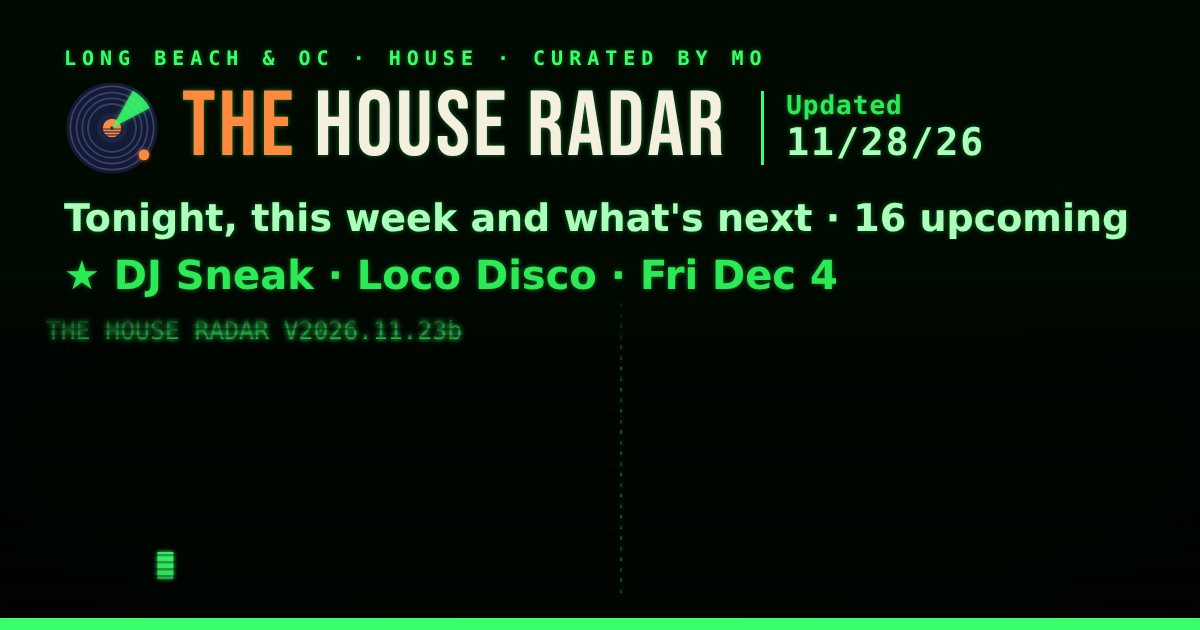 LONG BEACH & OC · HOUSE · CURATED BY MO
THE HOUSE RADAR
Updated
11/28/26
Tonight, this week and what's next · 16 upcoming
★ DJ Sneak · Loco Disco · Fri Dec 4
THE HOUSE RADAR V2026.11.23b